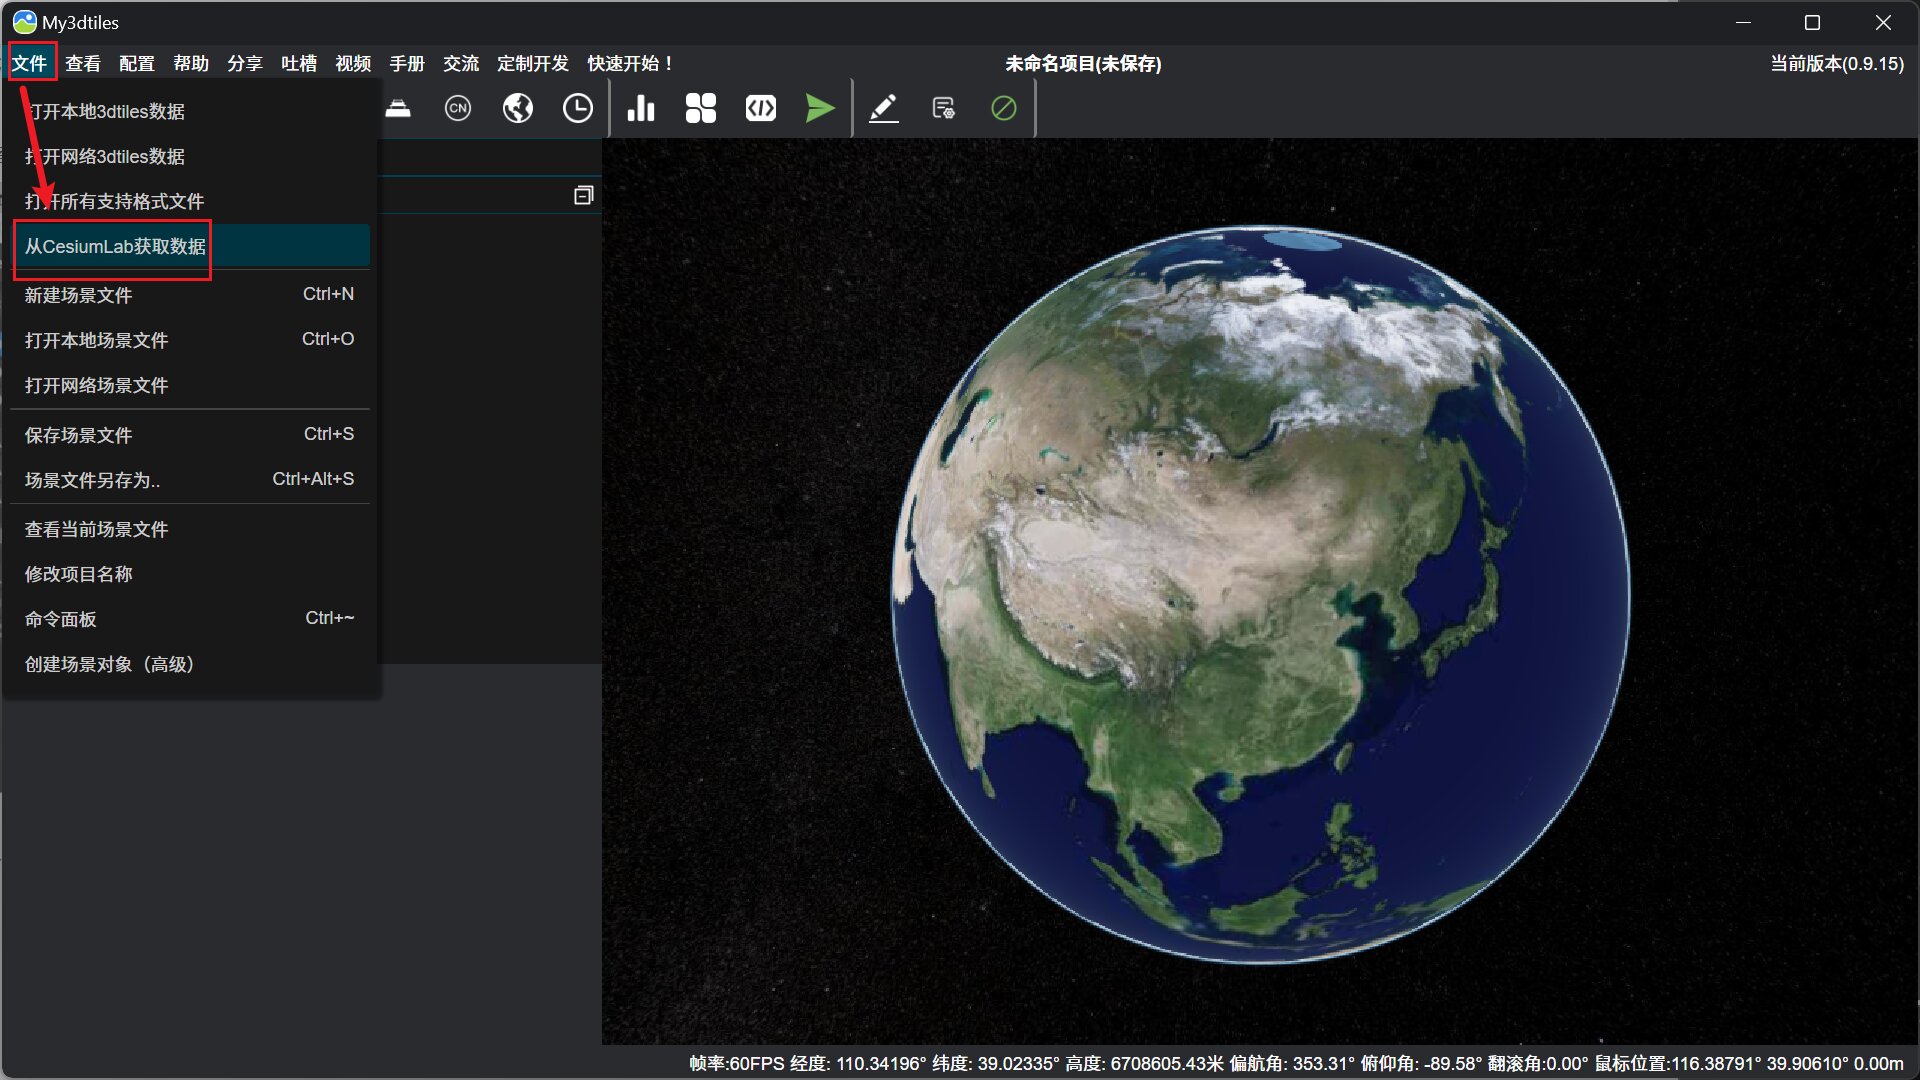 My3dtiles
文件 查看 配置 帮助 分享 吐槽 视频 手册 交流 定制开发 快速开始！ 未命名项目(未保存) 当前版本(0.9.15)
CN
打开本地3dtiles数据
打开网络3dtiles数据
打开所有支持格式文件
从CesiumLab获取数据
新建场景文件 Ctrl+N
打开本地场景文件 Ctrl+O
打开网络场景文件
保存场景文件 Ctrl+S
场景文件另存为.. Ctrl+Alt+S
查看当前场景文件
修改项目名称
命令面板 Ctrl+~
创建场景对象（高级）
帧率:60FPS 经度: 110.34196° 纬度: 39.02335° 高度: 6708605.43米 偏航角: 353.31° 俯仰角: -89.58° 翻滚角:0.00° 鼠标位置:116.38791° 39.90610° 0.00m